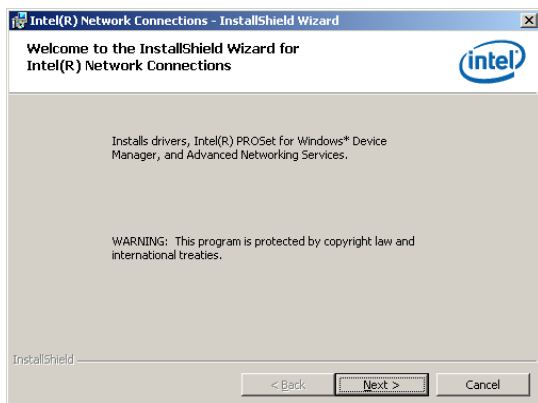 Intel(R) Network Connections - InstallShield Wizard
Welcome to the InstallShield Wizard for
Intel(R) Network Connections
intel
Installs drivers, Intel(R) PROSet for Windows* Device
Manager, and Advanced Networking Services.
WARNING: This program is protected by copyright law and
international treaties.
InstallShield
< Back
Next >
Cancel